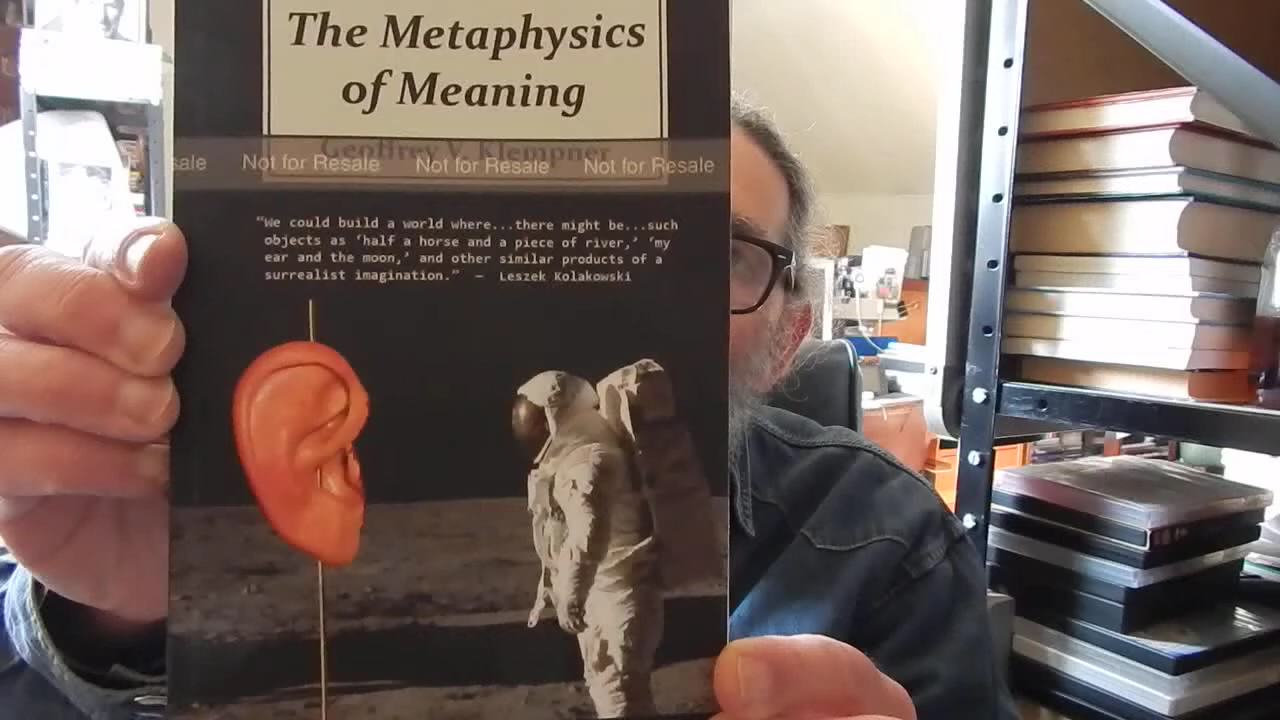 The Metaphysics
of Meaning
Geoffrey V. Klempner
sale Not for Resale Not for Resale Not for Resale
“We could build a world where...there might be...such
objects as ‘half a horse and a piece of river,’ ‘my
ear and the moon,’ and other similar products of a
surrealist imagination.” – Leszek Kolakowski